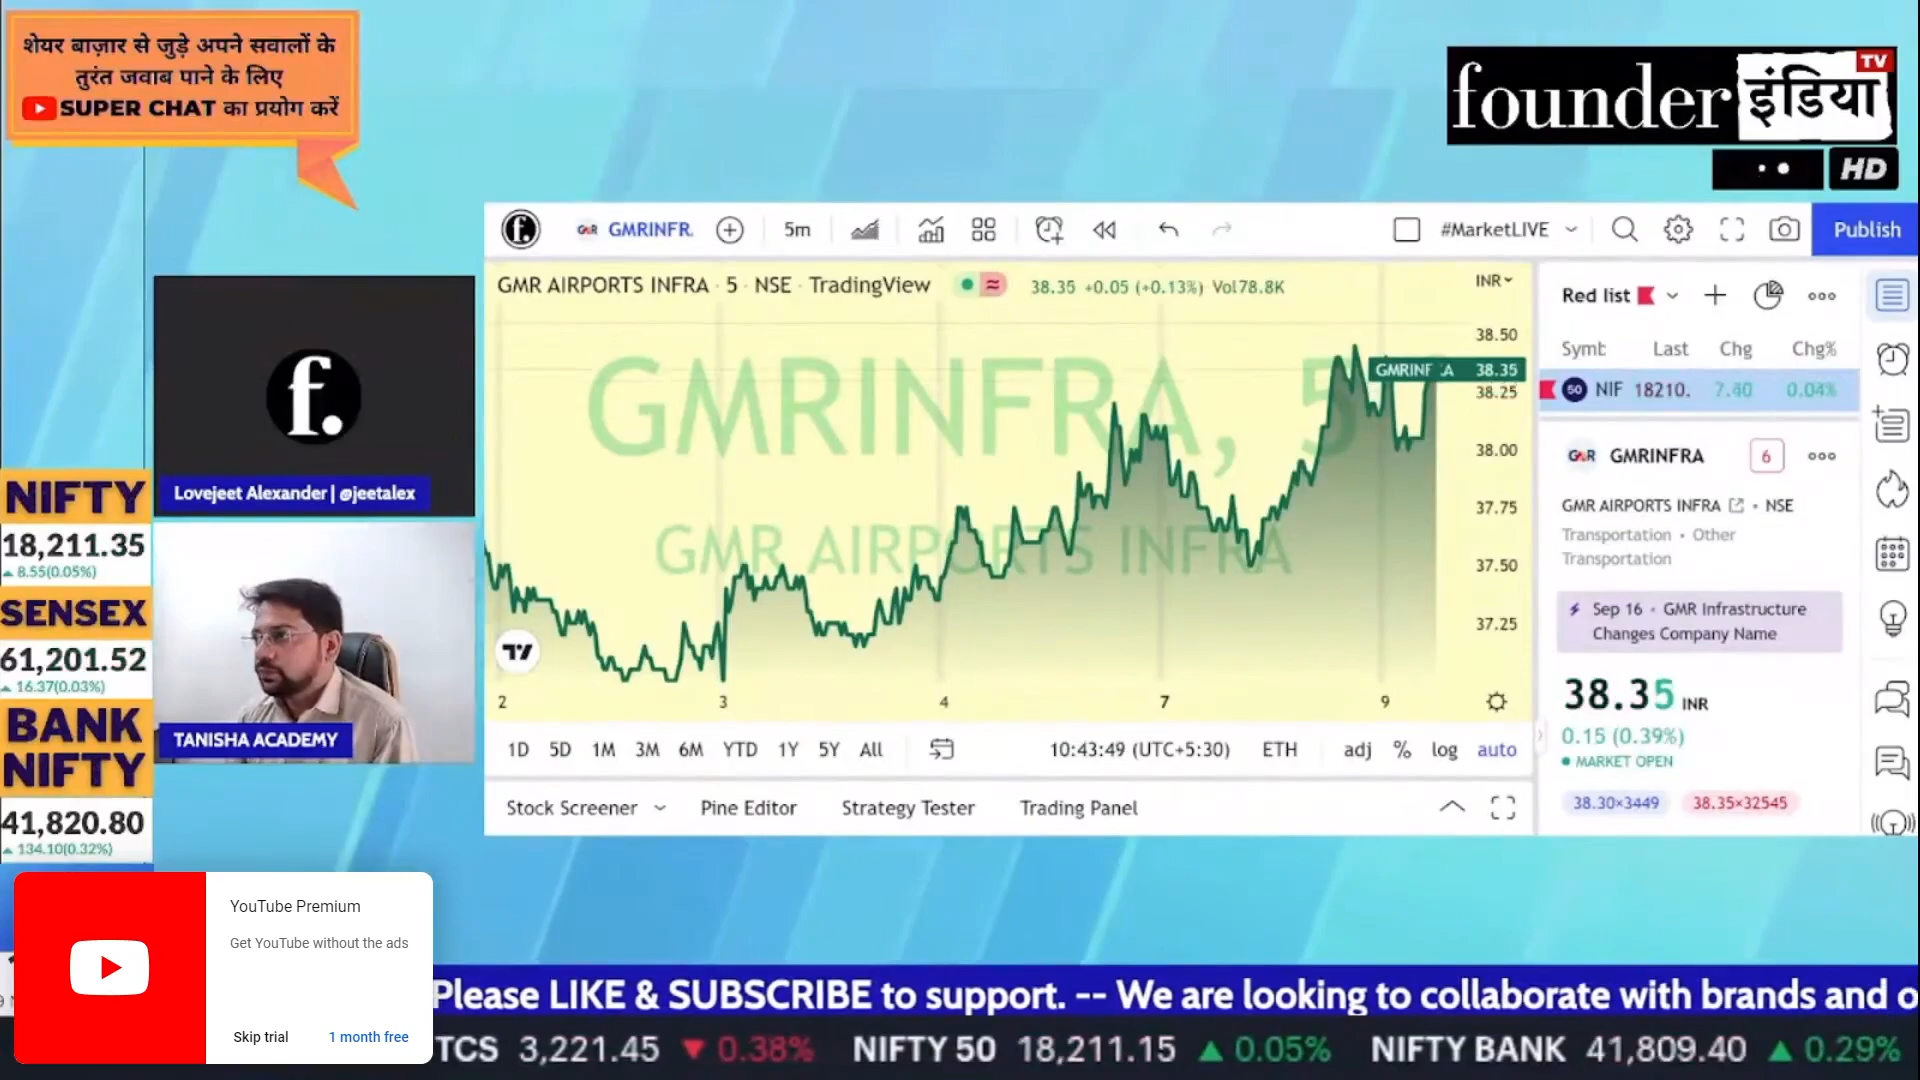 शेयर बाज़ार से जुड़े अपने सवालों के
तुरंत जवाब पाने के लिए
SUPER CHAT का प्रयोग करें
founder इंडिया TV
HD
GMR GMRINFR. 5m #MarketLIVE Publish
GMR AIRPORTS INFRA · 5 · NSE · TradingView 38.35 +0.05 (+0.13%) Vol78.8K INR
GMRINFRA, 5
GMR AIRPORTS INFRA
38.50
GMRINF A 38.35
38.25
38.00
37.75
37.50
37.25
2 3 4 7 9
1D 5D 1M 3M 6M YTD 1Y 5Y All 10:43:49 (UTC+5:30) ETH adj % log auto
Stock Screener Pine Editor Strategy Tester Trading Panel
Red list
Symb Last Chg Chg%
50 NIF 18210. 7.40 0.04%
GMR GMRINFRA 6
GMR AIRPORTS INFRA · NSE
Transportation · Other
Transportation
Sep 16 · GMR Infrastructure
Changes Company Name
38.35 INR
0.15 (0.39%)
MARKET OPEN
38.30×3449 38.35×32545
f.
Lovejeet Alexander | @jeetalex
TANISHA ACADEMY
NIFTY
18,211.35
▲ 8.55(0.05%)
SENSEX
61,201.52
▲ 16.37(0.03%)
BANK
NIFTY
41,820.80
▲ 134.10(0.32%)
YouTube Premium
Get YouTube without the ads
Skip trial 1 month free
Please LIKE & SUBSCRIBE to support. -- We are looking to collaborate with brands and o
TCS 3,221.45 ▼ 0.38% NIFTY 50 18,211.15 ▲ 0.05% NIFTY BANK 41,809.40 ▲ 0.29%